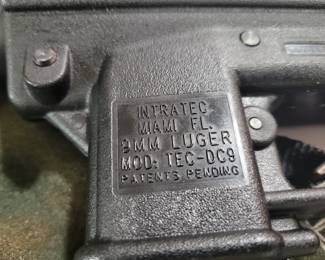 INTRATEC
MIAMI FL.
9MM LUGER
MOD: TEC-DC9
PATENTS PENDING